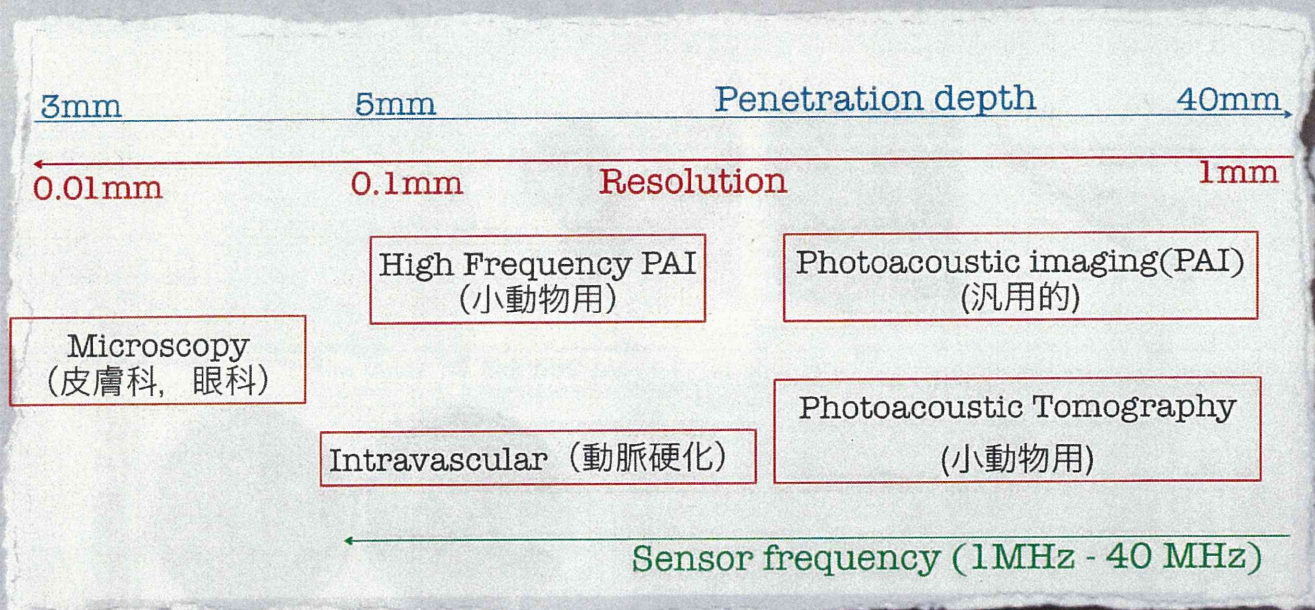 3mm 5mm Penetration depth 40mm
0.01mm 0.1mm Resolution 1mm
High Frequency PAI
(小動物用)
Photoacoustic imaging(PAI)
(汎用的)
Microscopy
(皮膚科, 眼科)
Photoacoustic Tomography
(小動物用)
Intravascular (動脈硬化)
Sensor frequency (1MHz - 40 MHz)